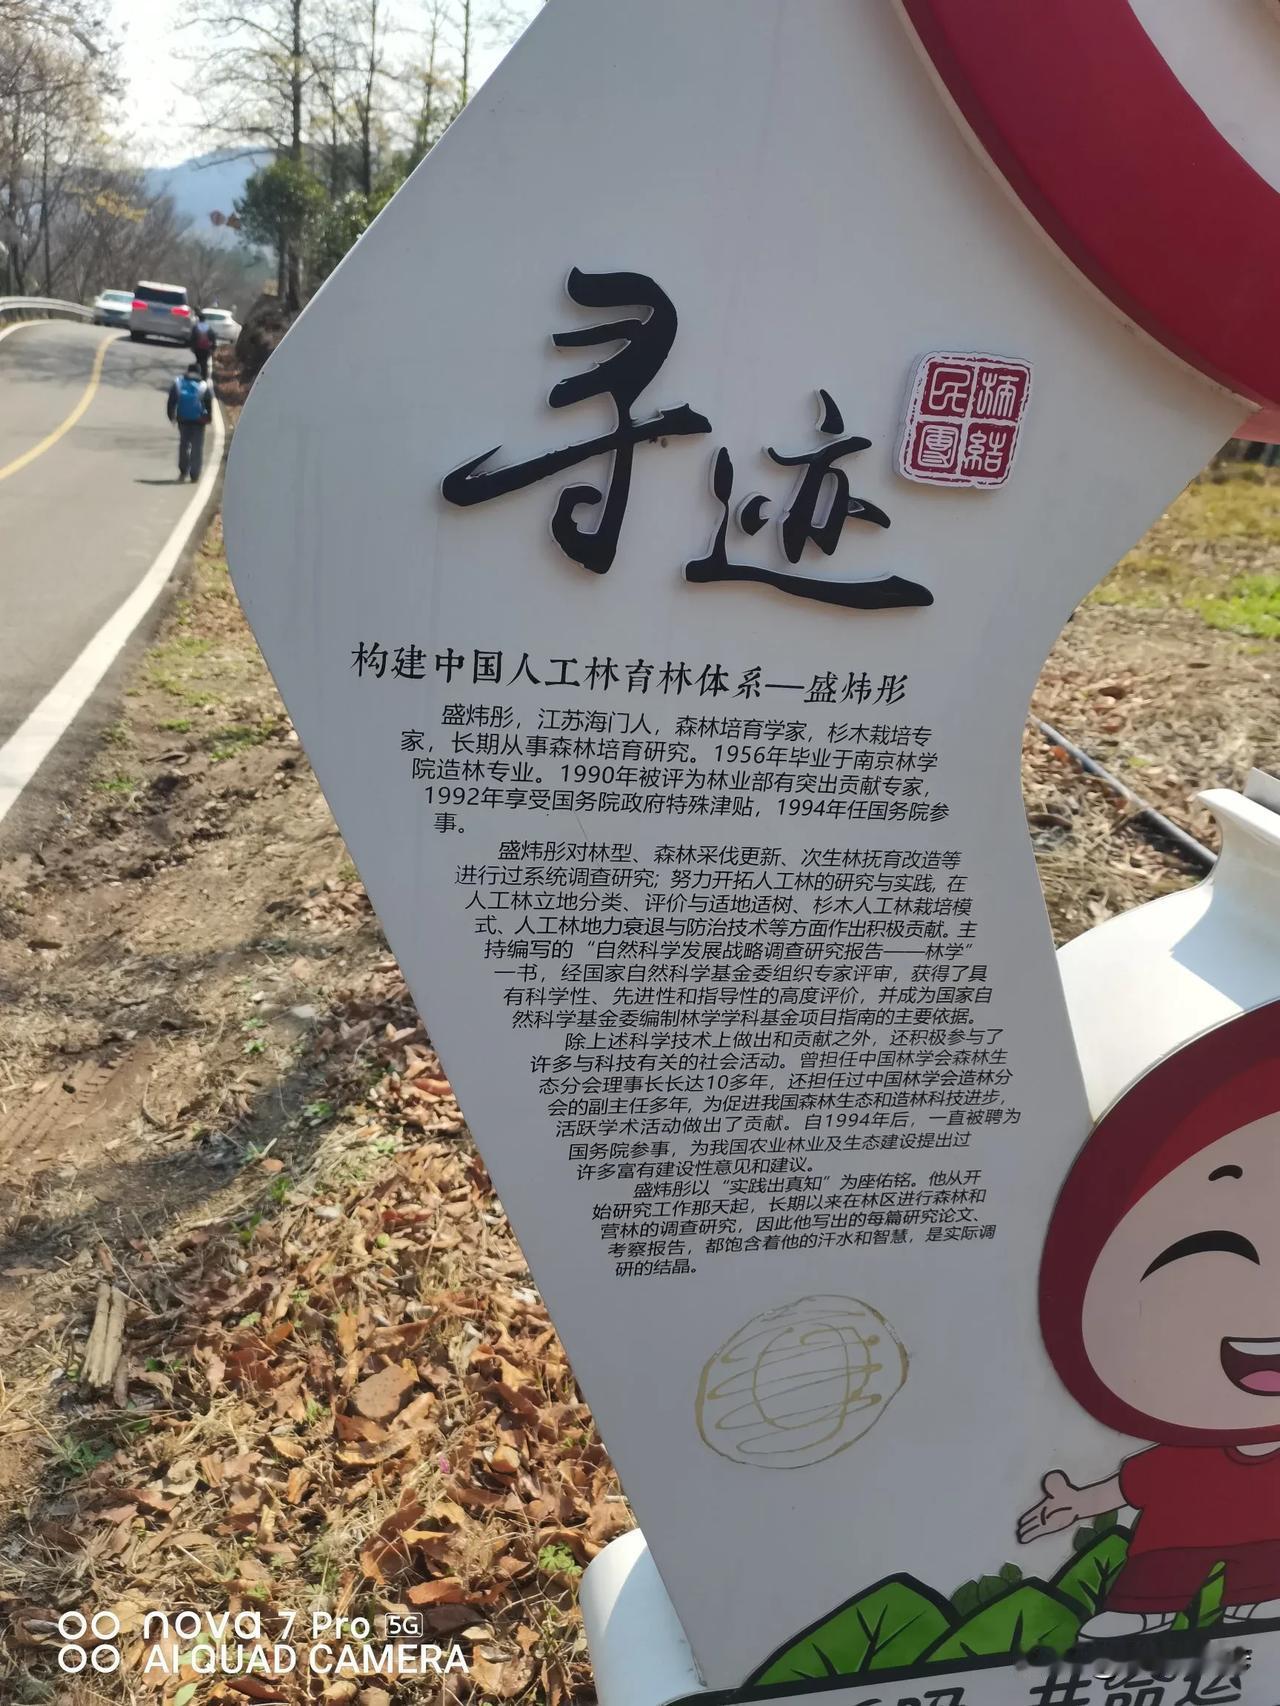 寻迹
民族
團結
构建中国人工林育林体系—盛炜彤
盛炜彤，江苏海门人，森林培育学家，杉木栽培专
家，长期从事森林培育研究。1956年毕业于南京林学
院造林专业。1990年被评为林业部有突出贡献专家，
1992年享受国务院政府特殊津贴，1994年任国务院参
事。
盛炜彤对林型、森林采伐更新、次生林抚育改造等
进行过系统调查研究；努力开拓人工林的研究与实践，在
人工林立地分类、评价与适地适树、杉木人工林栽培模
式、人工林地力衰退与防治技术等方面作出积极贡献。主
持编写的“自然科学发展战略调查研究报告——林学”
一书，经国家自然科学基金委组织专家评审，获得了具
有科学性、先进性和指导性的高度评价，并成为国家自
然科学基金委编制林学学科基金项目指南的主要依据。
除上述科学技术上做出和贡献之外，还积极参与了
许多与科技有关的社会活动。曾担任中国林学会森林生
态分会理事长长达10多年，还担任过中国林学会造林分
会的副主任多年，为促进我国森林生态和造林科技进步，
活跃学术活动做出了贡献。自1994年后，一直被聘为
国务院参事，为我国农业林业及生态建设提出过
许多富有建设性意见和建议。
盛炜彤以“实践出真知”为座佑铭。他从开
始研究工作那天起，长期以来在林区进行森林和
营林的调查研究，因此他写出的每篇研究论文、
考察报告，都饱含着他的汗水和智慧，是实际调
研的结晶。
nova 7 Pro 5G
AI QUAD CAMERA